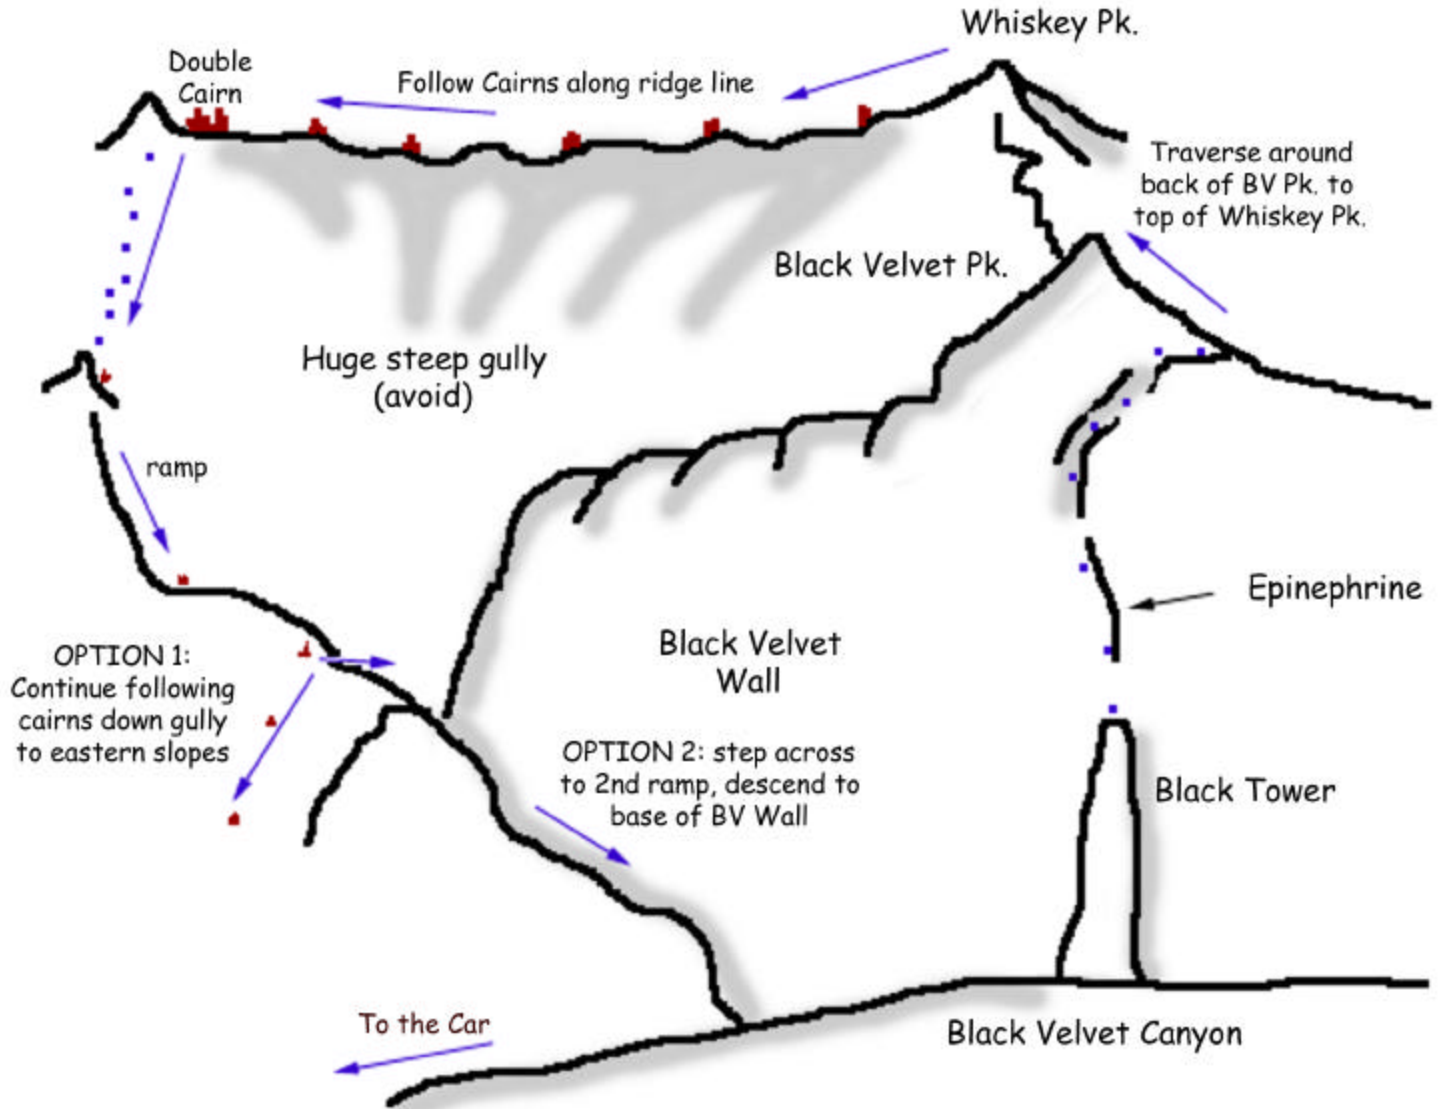 Whiskey Pk.
Double
Cairn
Follow Cairns along ridge line
Traverse around
back of BV Pk. to
top of Whiskey Pk.
Black Velvet Pk.
Huge steep gully
(avoid)
ramp
Epinephrine
Black Velvet
Wall
OPTION 1:
Continue following
cairns down gully
to eastern slopes
OPTION 2: step across
to 2nd ramp, descend to
base of BV Wall
Black Tower
To the Car
Black Velvet Canyon